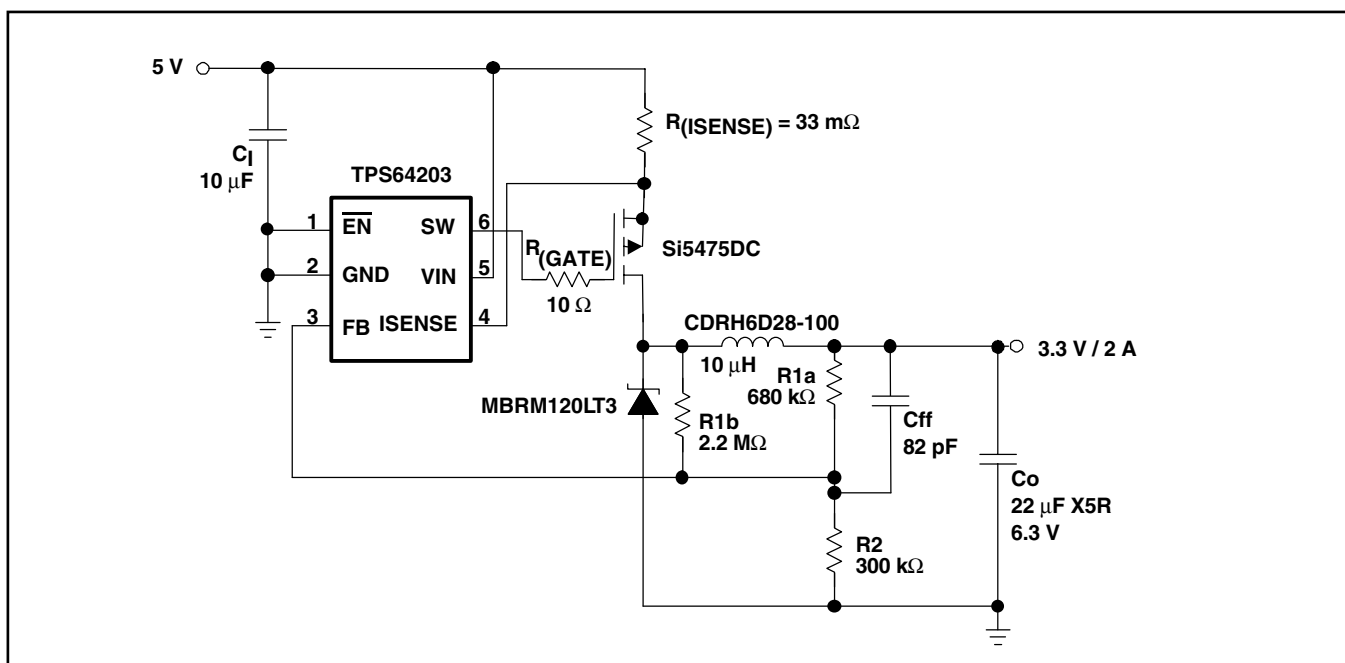 5 V
R(ISENSE) = 33 mΩ
CI
10 μF
TPS64203
1
EN
SW
6
2
GND
VIN
5
3
FB
ISENSE
4
R(GATE)
10 Ω
Si5475DC
CDRH6D28-100
10 μH
3.3 V / 2 A
MBRM120LT3
R1b
2.2 MΩ
R1a
680 kΩ
Cff
82 pF
Co
22 μF X5R
6.3 V
R2
300 kΩ